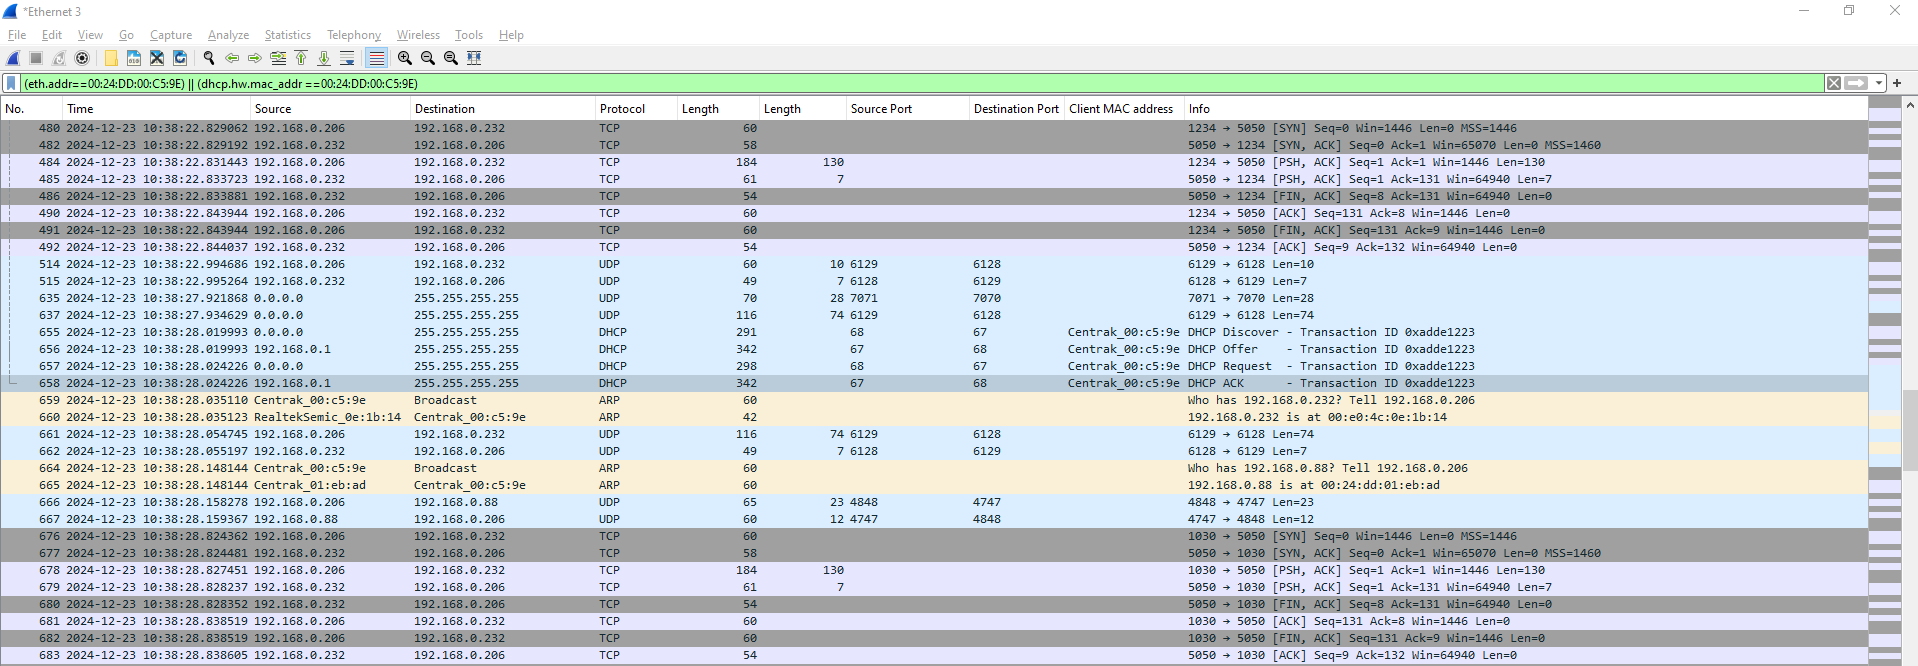 *Ethernet 3
File Edit View Go Capture Analyze Statistics Telephony Wireless Tools Help
(eth.addr==00:24:DD:00:C5:9E) || (dhcp.hw.mac_addr ==00:24:DD:00:C5:9E)
No. Time Source Destination Protocol Length Length Source Port Destination Port Client MAC address Info
480 2024-12-23 10:38:22.829062 192.168.0.206 192.168.0.232 TCP 60 1234 → 5050 [SYN] Seq=0 Win=1446 Len=0 MSS=1446
482 2024-12-23 10:38:22.829192 192.168.0.232 192.168.0.206 TCP 58 5050 → 1234 [SYN, ACK] Seq=0 Ack=1 Win=65070 Len=0 MSS=1460
484 2024-12-23 10:38:22.831443 192.168.0.206 192.168.0.232 TCP 184 130 1234 → 5050 [PSH, ACK] Seq=1 Ack=1 Win=1446 Len=130
485 2024-12-23 10:38:22.833723 192.168.0.232 192.168.0.206 TCP 61 7 5050 → 1234 [PSH, ACK] Seq=1 Ack=131 Win=64940 Len=7
486 2024-12-23 10:38:22.833881 192.168.0.232 192.168.0.206 TCP 54 5050 → 1234 [FIN, ACK] Seq=8 Ack=131 Win=64940 Len=0
490 2024-12-23 10:38:22.843944 192.168.0.206 192.168.0.232 TCP 60 1234 → 5050 [ACK] Seq=131 Ack=8 Win=1446 Len=0
491 2024-12-23 10:38:22.843944 192.168.0.206 192.168.0.232 TCP 60 1234 → 5050 [FIN, ACK] Seq=131 Ack=9 Win=1446 Len=0
492 2024-12-23 10:38:22.844037 192.168.0.232 192.168.0.206 TCP 54 5050 → 1234 [ACK] Seq=9 Ack=132 Win=64940 Len=0
514 2024-12-23 10:38:22.994686 192.168.0.206 192.168.0.232 UDP 60 10 6129 6128 6129 → 6128 Len=10
515 2024-12-23 10:38:22.995264 192.168.0.232 192.168.0.206 UDP 49 7 6128 6129 6128 → 6129 Len=7
635 2024-12-23 10:38:27.921868 0.0.0.0 255.255.255.255 UDP 70 28 7071 7070 7071 → 7070 Len=28
637 2024-12-23 10:38:27.934629 0.0.0.0 255.255.255.255 UDP 116 74 6129 6128 6129 → 6128 Len=74
655 2024-12-23 10:38:28.019993 0.0.0.0 255.255.255.255 DHCP 291 68 67 Centrak_00:c5:9e DHCP Discover - Transaction ID 0xadde1223
656 2024-12-23 10:38:28.019993 192.168.0.1 255.255.255.255 DHCP 342 67 68 Centrak_00:c5:9e DHCP Offer - Transaction ID 0xadde1223
657 2024-12-23 10:38:28.024226 0.0.0.0 255.255.255.255 DHCP 298 68 67 Centrak_00:c5:9e DHCP Request - Transaction ID 0xadde1223
658 2024-12-23 10:38:28.024226 192.168.0.1 255.255.255.255 DHCP 342 67 68 Centrak_00:c5:9e DHCP ACK - Transaction ID 0xadde1223
659 2024-12-23 10:38:28.035110 Centrak_00:c5:9e Broadcast ARP 60 Who has 192.168.0.232? Tell 192.168.0.206
660 2024-12-23 10:38:28.035123 RealtekSemic_0e:1b:14 Centrak_00:c5:9e ARP 42 192.168.0.232 is at 00:e0:4c:0e:1b:14
661 2024-12-23 10:38:28.054745 192.168.0.206 192.168.0.232 UDP 116 74 6129 6128 6129 → 6128 Len=74
662 2024-12-23 10:38:28.055197 192.168.0.232 192.168.0.206 UDP 49 7 6128 6129 6128 → 6129 Len=7
664 2024-12-23 10:38:28.148144 Centrak_00:c5:9e Broadcast ARP 60 Who has 192.168.0.88? Tell 192.168.0.206
665 2024-12-23 10:38:28.148144 Centrak_01:eb:ad Centrak_00:c5:9e ARP 60 192.168.0.88 is at 00:24:dd:01:eb:ad
666 2024-12-23 10:38:28.158278 192.168.0.206 192.168.0.88 UDP 65 23 4848 4747 4848 → 4747 Len=23
667 2024-12-23 10:38:28.159367 192.168.0.88 192.168.0.206 UDP 60 12 4747 4848 4747 → 4848 Len=12
676 2024-12-23 10:38:28.824362 192.168.0.206 192.168.0.232 TCP 60 1030 → 5050 [SYN] Seq=0 Win=1446 Len=0 MSS=1446
677 2024-12-23 10:38:28.824481 192.168.0.232 192.168.0.206 TCP 58 5050 → 1030 [SYN, ACK] Seq=0 Ack=1 Win=65070 Len=0 MSS=1460
678 2024-12-23 10:38:28.827451 192.168.0.206 192.168.0.232 TCP 184 130 1030 → 5050 [PSH, ACK] Seq=1 Ack=1 Win=1446 Len=130
679 2024-12-23 10:38:28.828237 192.168.0.232 192.168.0.206 TCP 61 7 5050 → 1030 [PSH, ACK] Seq=1 Ack=131 Win=64940 Len=7
680 2024-12-23 10:38:28.828352 192.168.0.232 192.168.0.206 TCP 54 5050 → 1030 [FIN, ACK] Seq=8 Ack=131 Win=64940 Len=0
681 2024-12-23 10:38:28.838519 192.168.0.206 192.168.0.232 TCP 60 1030 → 5050 [ACK] Seq=131 Ack=8 Win=1446 Len=0
682 2024-12-23 10:38:28.838519 192.168.0.206 192.168.0.232 TCP 60 1030 → 5050 [FIN, ACK] Seq=131 Ack=9 Win=1446 Len=0
683 2024-12-23 10:38:28.838605 192.168.0.232 192.168.0.206 TCP 54 5050 → 1030 [ACK] Seq=9 Ack=132 Win=64940 Len=0